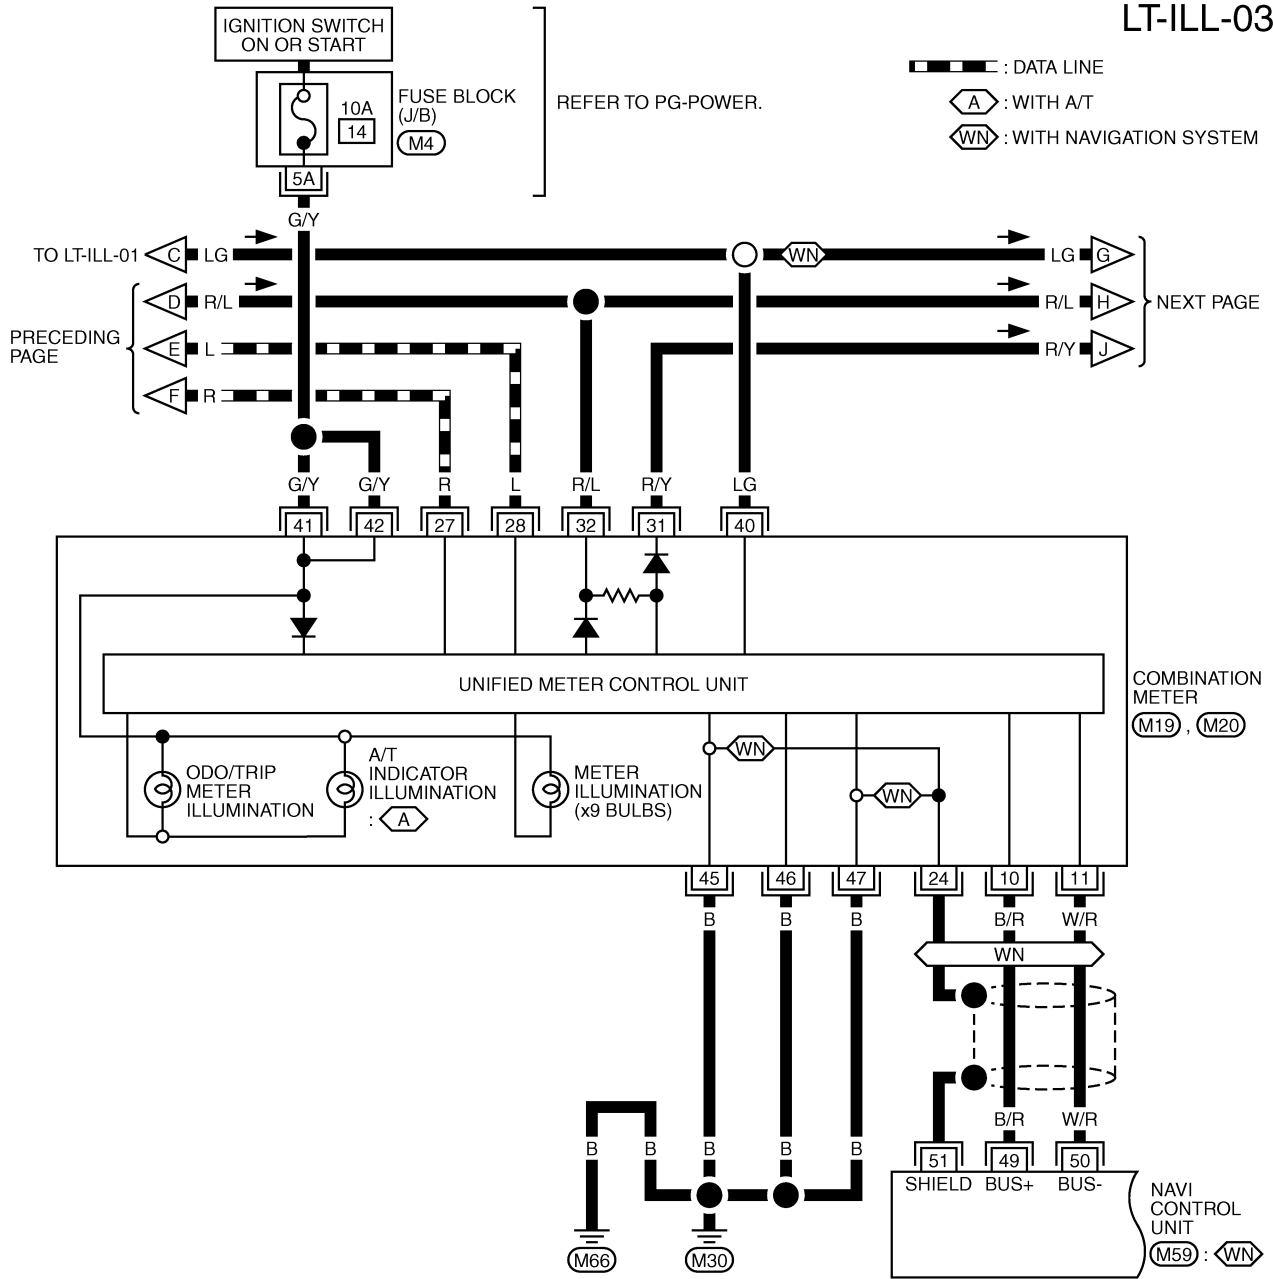 LT-ILL-03
IGNITION SWITCH
ON OR START
10A
14
FUSE BLOCK
(J/B)
M4
5A
REFER TO PG-POWER.
: DATA LINE
A : WITH A/T
WN : WITH NAVIGATION SYSTEM
G/Y
TO LT-ILL-01 C LG WN LG G
D R/L R/L H NEXT PAGE
PRECEDING
PAGE
E L R/Y J
F R
G/Y G/Y R L R/L R/Y LG
41 42 27 28 32 31 40
UNIFIED METER CONTROL UNIT
COMBINATION
METER
M19 , M20
ODO/TRIP
METER
ILLUMINATION
A/T
INDICATOR
ILLUMINATION
: A
METER
ILLUMINATION
(x9 BULBS)
WN
WN
45 46 47 24 10 11
B B B B/R W/R
WN
B/R W/R
B B B B B
51 49 50
SHIELD BUS+ BUS-
NAVI
CONTROL
UNIT
M59 : WN
M66 M30